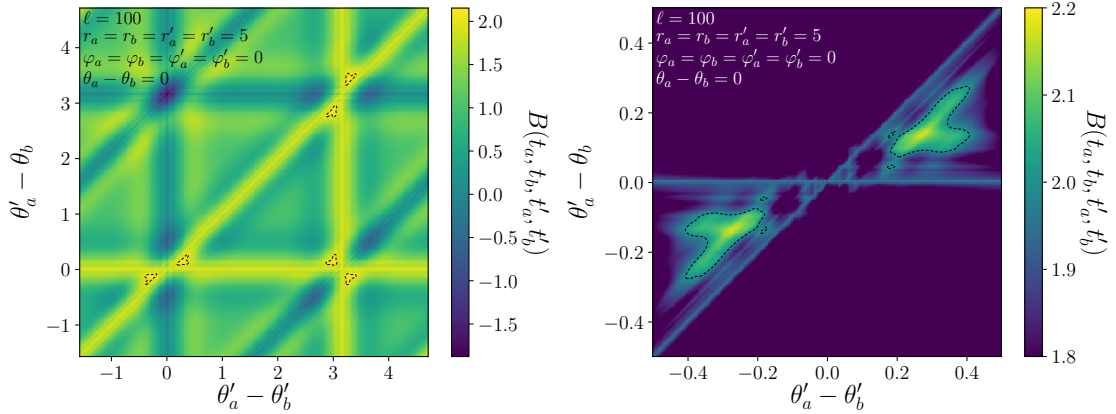 ℓ = 100
r_a = r_b = r'_a = r'_b = 5
φ_a = φ_b = φ'_a = φ'_b = 0
θ_a − θ_b = 0
θ'_a − θ_b
4
3
2
1
0
−1
−1 0 1 2 3 4
θ'_a − θ'_b
2.0
1.5
1.0
0.5
0.0
−0.5
−1.0
−1.5
B(t_a, t_b, t'_a, t'_b)
ℓ = 100
r_a = r_b = r'_a = r'_b = 5
φ_a = φ_b = φ'_a = φ'_b = 0
θ_a − θ_b = 0
θ'_a − θ_b
0.4
0.2
0.0
−0.2
−0.4
−0.4 −0.2 0.0 0.2 0.4
θ'_a − θ'_b
2.2
2.1
2.0
1.9
1.8
B(t_a, t_b, t'_a, t'_b)